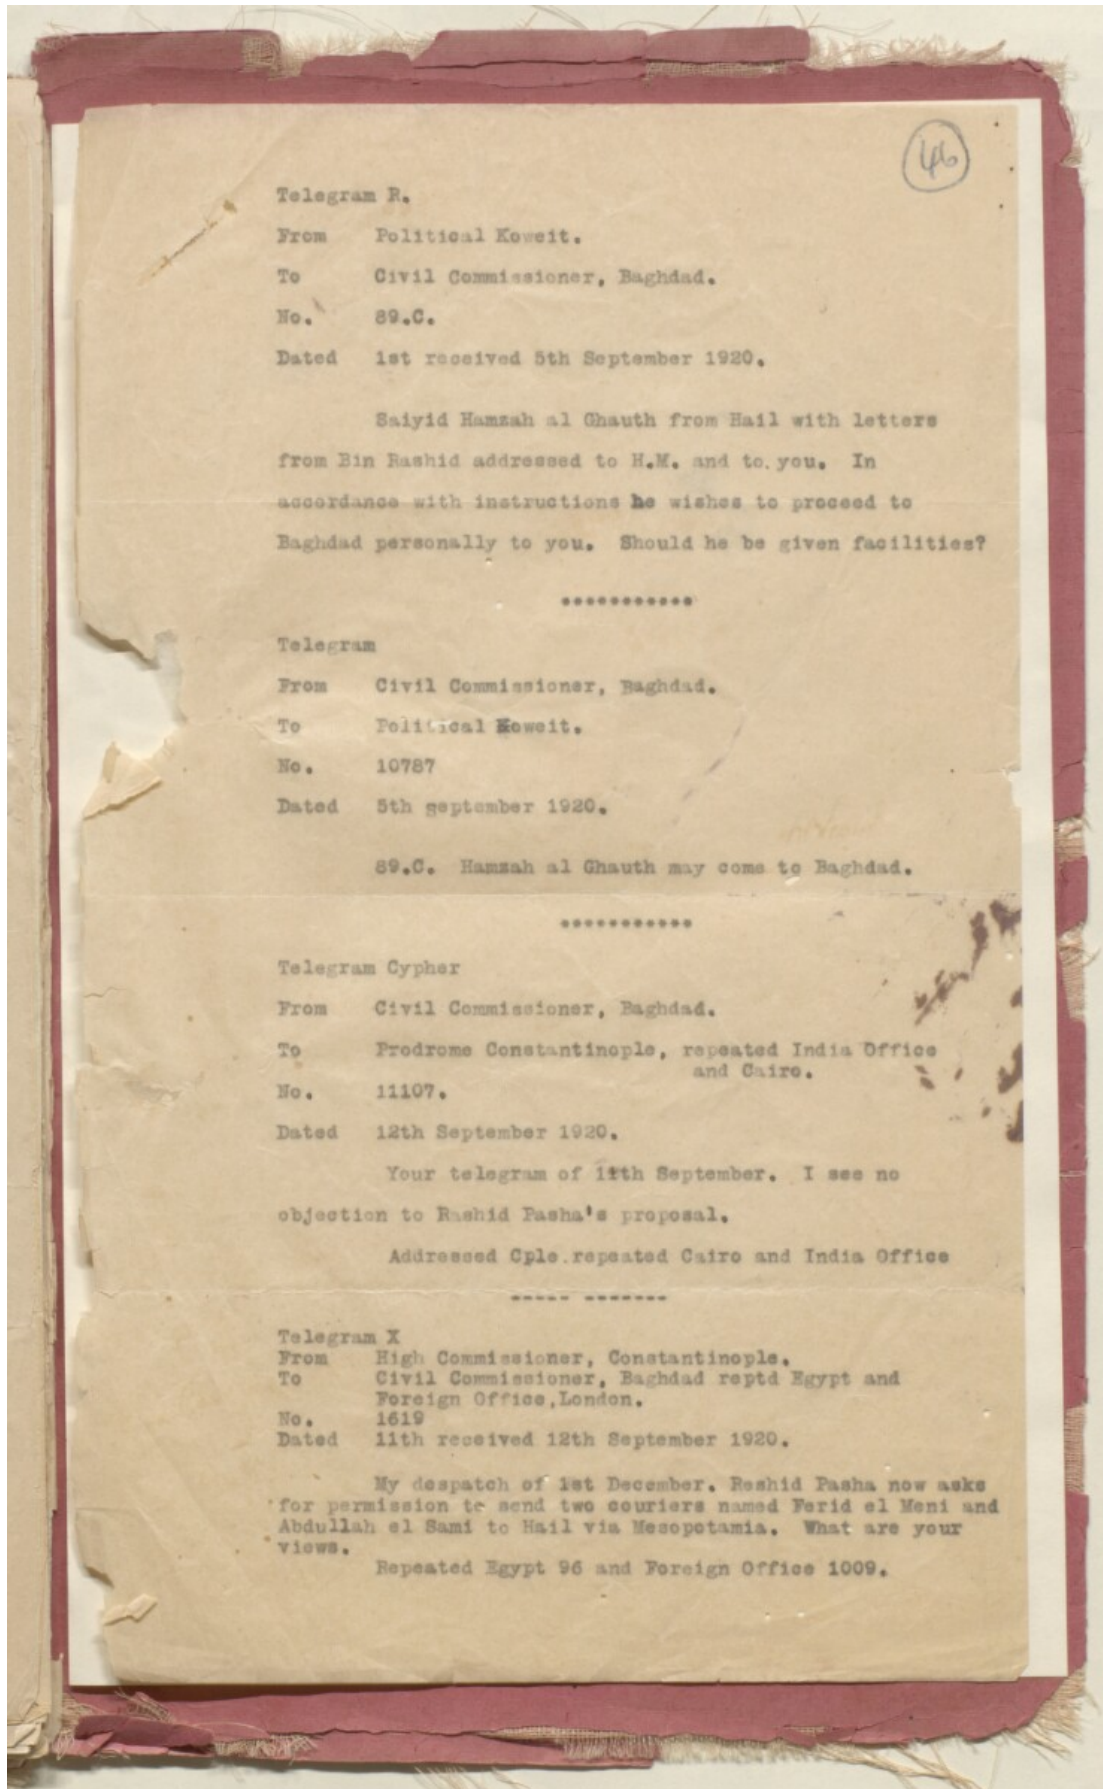 46
Telegram R.
From Political Koweit.
To Civil Commissioner, Baghdad.
No. 89.C.
Dated 1st received 5th September 1920.
Saiyid Hamzah al Ghauth from Hail with letters
from Bin Rashid addressed to H.M. and to.you. In
accordance with instructions he wishes to proceed to
Baghdad personally to you. Should he be given facilities?
***********
Telegram
From Civil Commissioner, Baghdad.
To Political Koweit.
No. 10787
Dated 5th september 1920.
89.C. Hamzah al Ghauth may come to Baghdad.
***********
Telegram Cypher
From Civil Commissioner, Baghdad.
To Prodrome Constantinople, repeated India Office
and Cairo.
No. 11107.
Dated 12th September 1920.
Your telegram of 11th September. I see no
objection to Rashid Pasha's proposal.
Addressed Cple.repeated Cairo and India Office
----- -------
Telegram X
From High Commissioner, Constantinople.
To Civil Commissioner, Baghdad reptd Egypt and
Foreign Office,London.
No. 1619
Dated 11th received 12th September 1920.
My despatch of 1st December. Reshid Pasha now asks
for permission to send two couriers named Ferid el Meni and
Abdullah el Sami to Hail via Mesopotamia. What are your
views.
Repeated Egypt 96 and Foreign Office 1009.